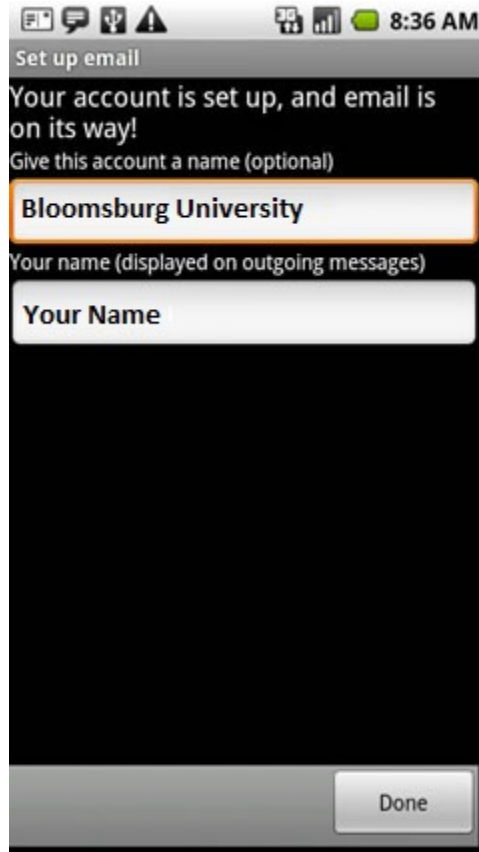 8:36 AM
Set up email
Your account is set up, and email is
on its way!
Give this account a name (optional)
Bloomsburg University
Your name (displayed on outgoing messages)
Your Name
Done